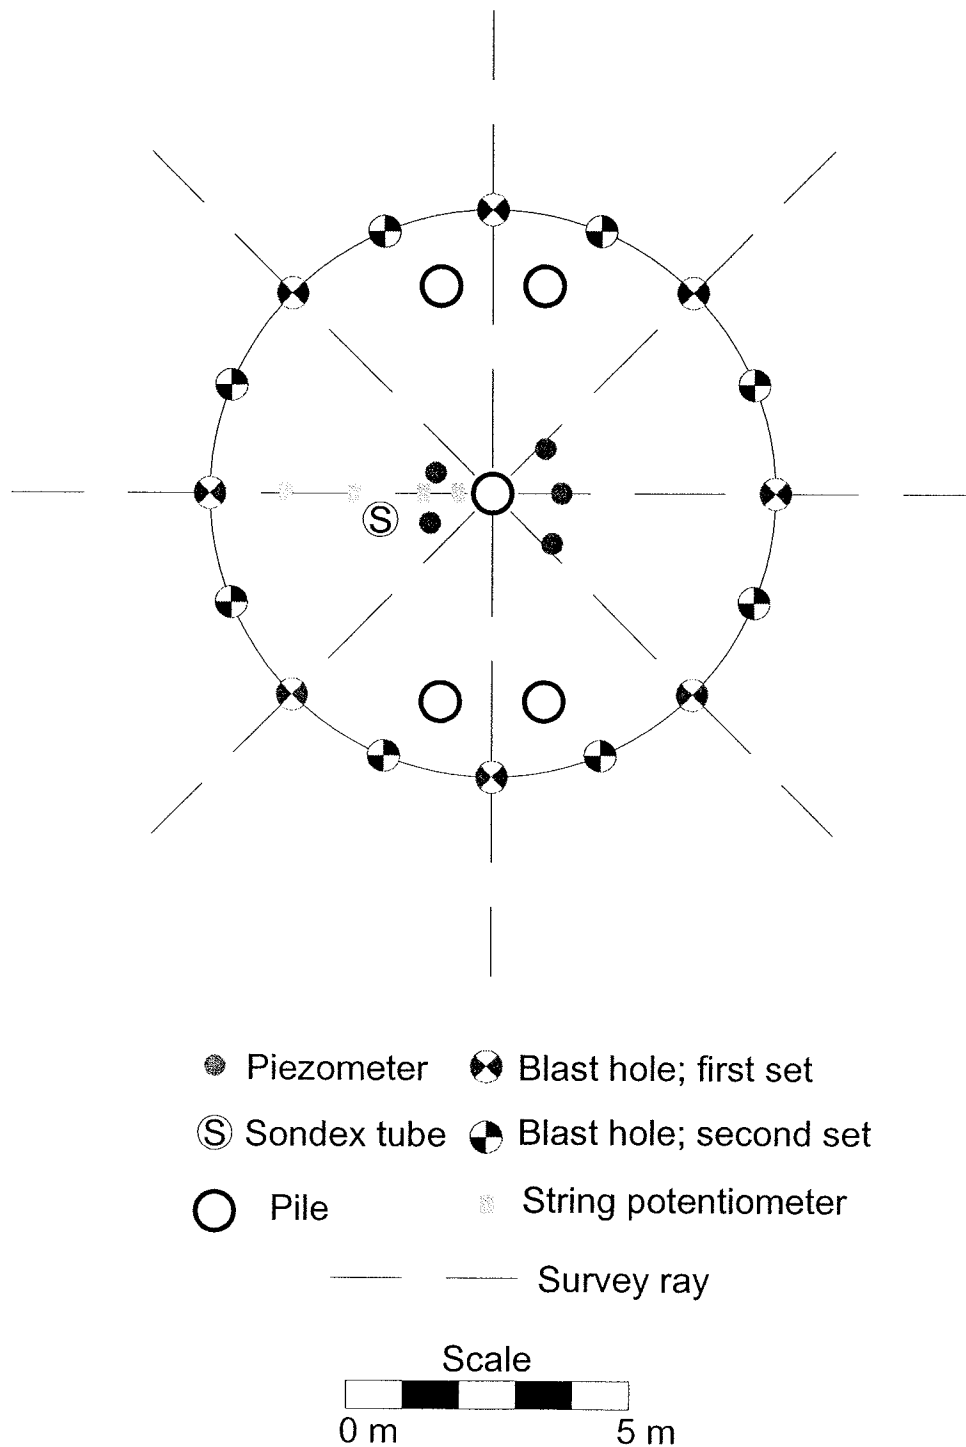 S
Piezometer
Blast hole; first set
S Sondex tube
Blast hole; second set
Pile
String potentiometer
Survey ray
Scale
0 m 5 m